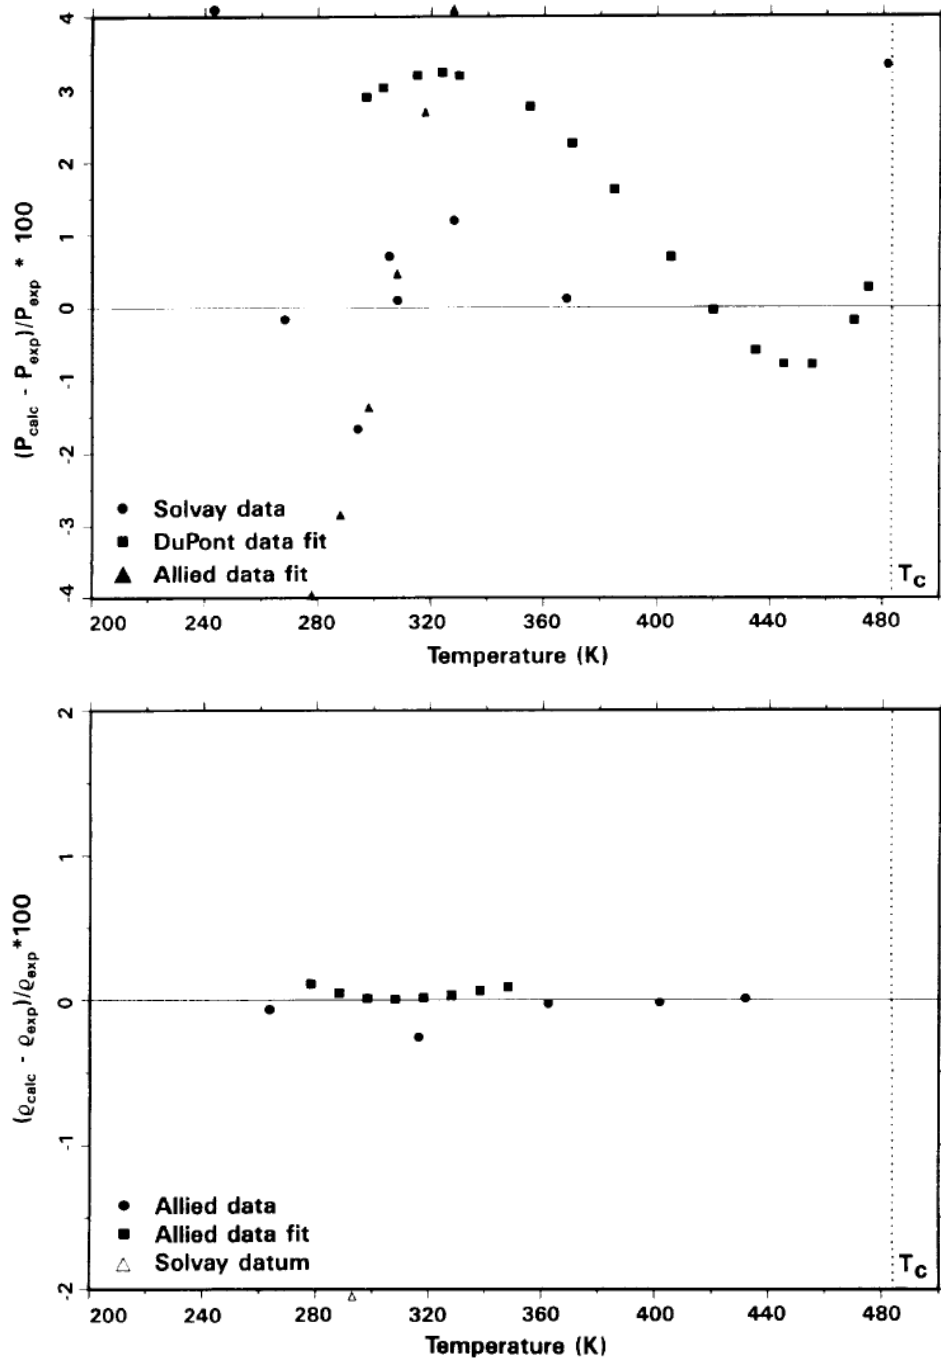 4
3
2
1
0
-1
-2
-3
-4
(P_calc - P_exp)/P_exp * 100
● Solvay data
■ DuPont data fit
▲ Allied data fit
T_C
200 240 280 320 360 400 440 480
Temperature (K)
2
1
0
-1
-2
(ϱ_calc - ϱ_exp)/ϱ_exp *100
● Allied data
■ Allied data fit
△ Solvay datum
T_C
200 240 280 320 360 400 440 480
Temperature (K)